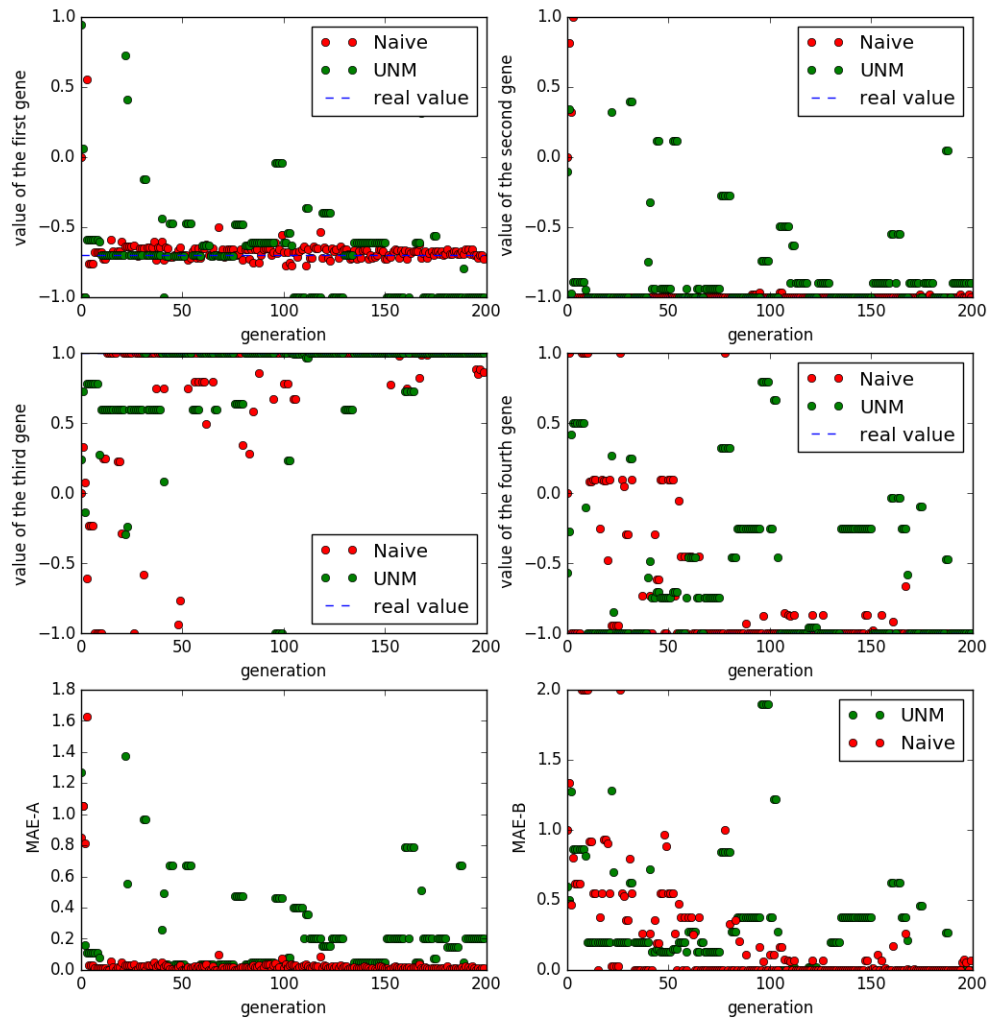 value of the first gene
1.0
0.5
0.0
−0.5
−1.0
0 50 100 150 200
generation
Naive
UNM
real value
value of the second gene
1.0
0.5
0.0
−0.5
−1.0
0 50 100 150 200
generation
Naive
UNM
real value
value of the third gene
1.0
0.5
0.0
−0.5
−1.0
0 50 100 150 200
generation
Naive
UNM
real value
value of the fourth gene
1.0
0.5
0.0
−0.5
−1.0
0 50 100 150 200
generation
Naive
UNM
real value
MAE-A
1.8
1.6
1.4
1.2
1.0
0.8
0.6
0.4
0.2
0.0
0 50 100 150 200
generation
MAE-B
2.0
1.5
1.0
0.5
0.0
0 50 100 150 200
generation
UNM
Naive